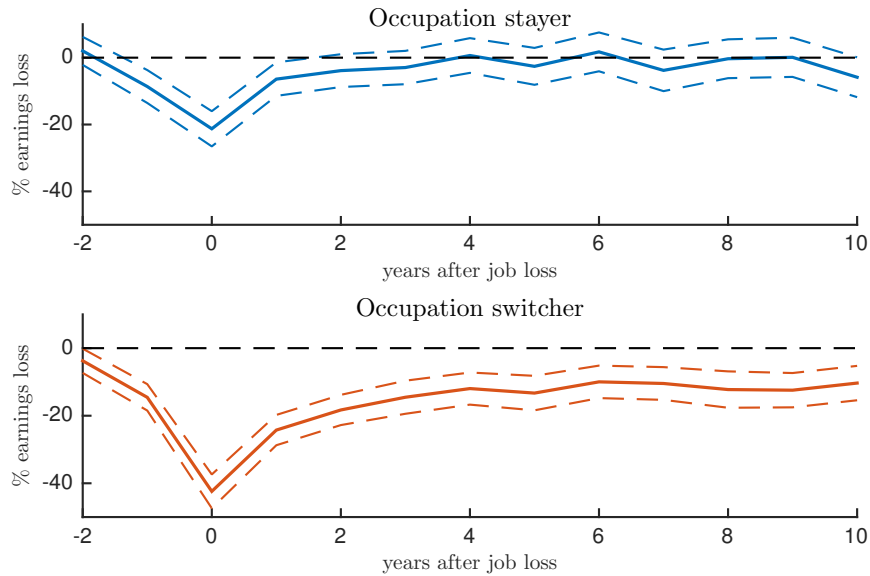 Occupation stayer
% earnings loss
0
-20
-40
-2 0 2 4 6 8 10
years after job loss
Occupation switcher
% earnings loss
0
-20
-40
-2 0 2 4 6 8 10
years after job loss